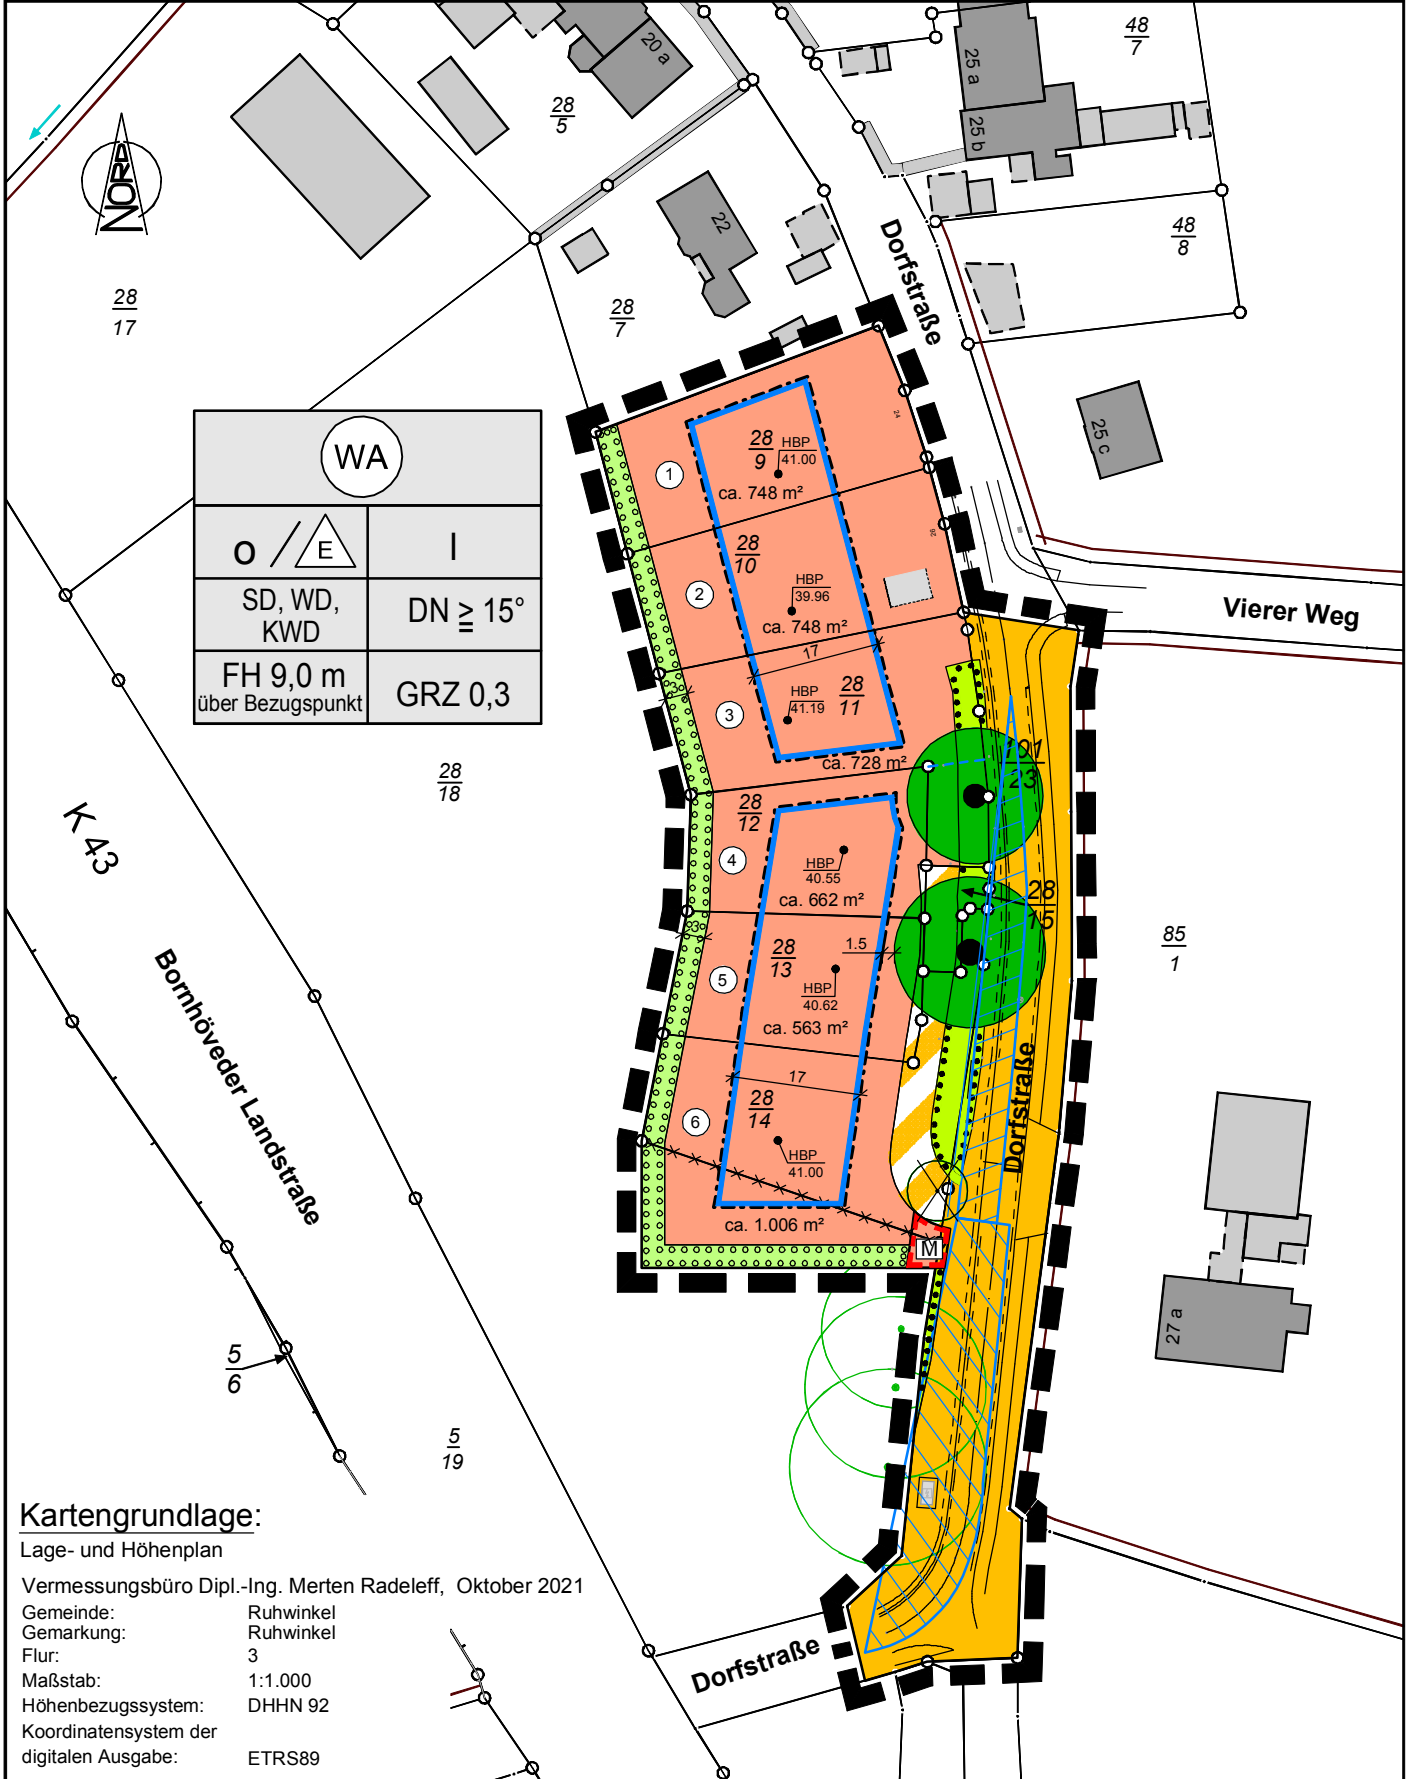 20 a
48
7
25 a
28
5
25 b
NORD
22
48
8
Dorfstraße
28
17
28
7
24
25 c
WA
28
9
HBP
41.00
1
ca. 748 m²
o / E
I
28
10
26
SD, WD,
KWD
DN ≧ 15°
HBP
39.96
2
ca. 748 m²
Vierer Weg
17
FH 9,0 m
über Bezugspunkt
GRZ 0,3
3
HBP
41.19
28
11
3
ca. 728 m²
101
23
28
18
28
12
K 43
4
HBP
40.55
ca. 662 m²
28
15
3
28
13
1.5
85
1
5
HBP
40.62
ca. 563 m²
Bornhöveder Landstraße
Dorfstraße
17
28
14
6
HBP
41.00
ca. 1.006 m²
M
27 a
5
6
5
19
Kartengrundlage:
Lage- und Höhenplan
Vermessungsbüro Dipl.-Ing. Merten Radeleff, Oktober 2021
Gemeinde: Ruhwinkel
Gemarkung: Ruhwinkel
Flur: 3
Maßstab: 1:1.000
Höhenbezugssystem: DHHN 92
Koordinatensystem der
digitalen Ausgabe: ETRS89
Dorfstraße